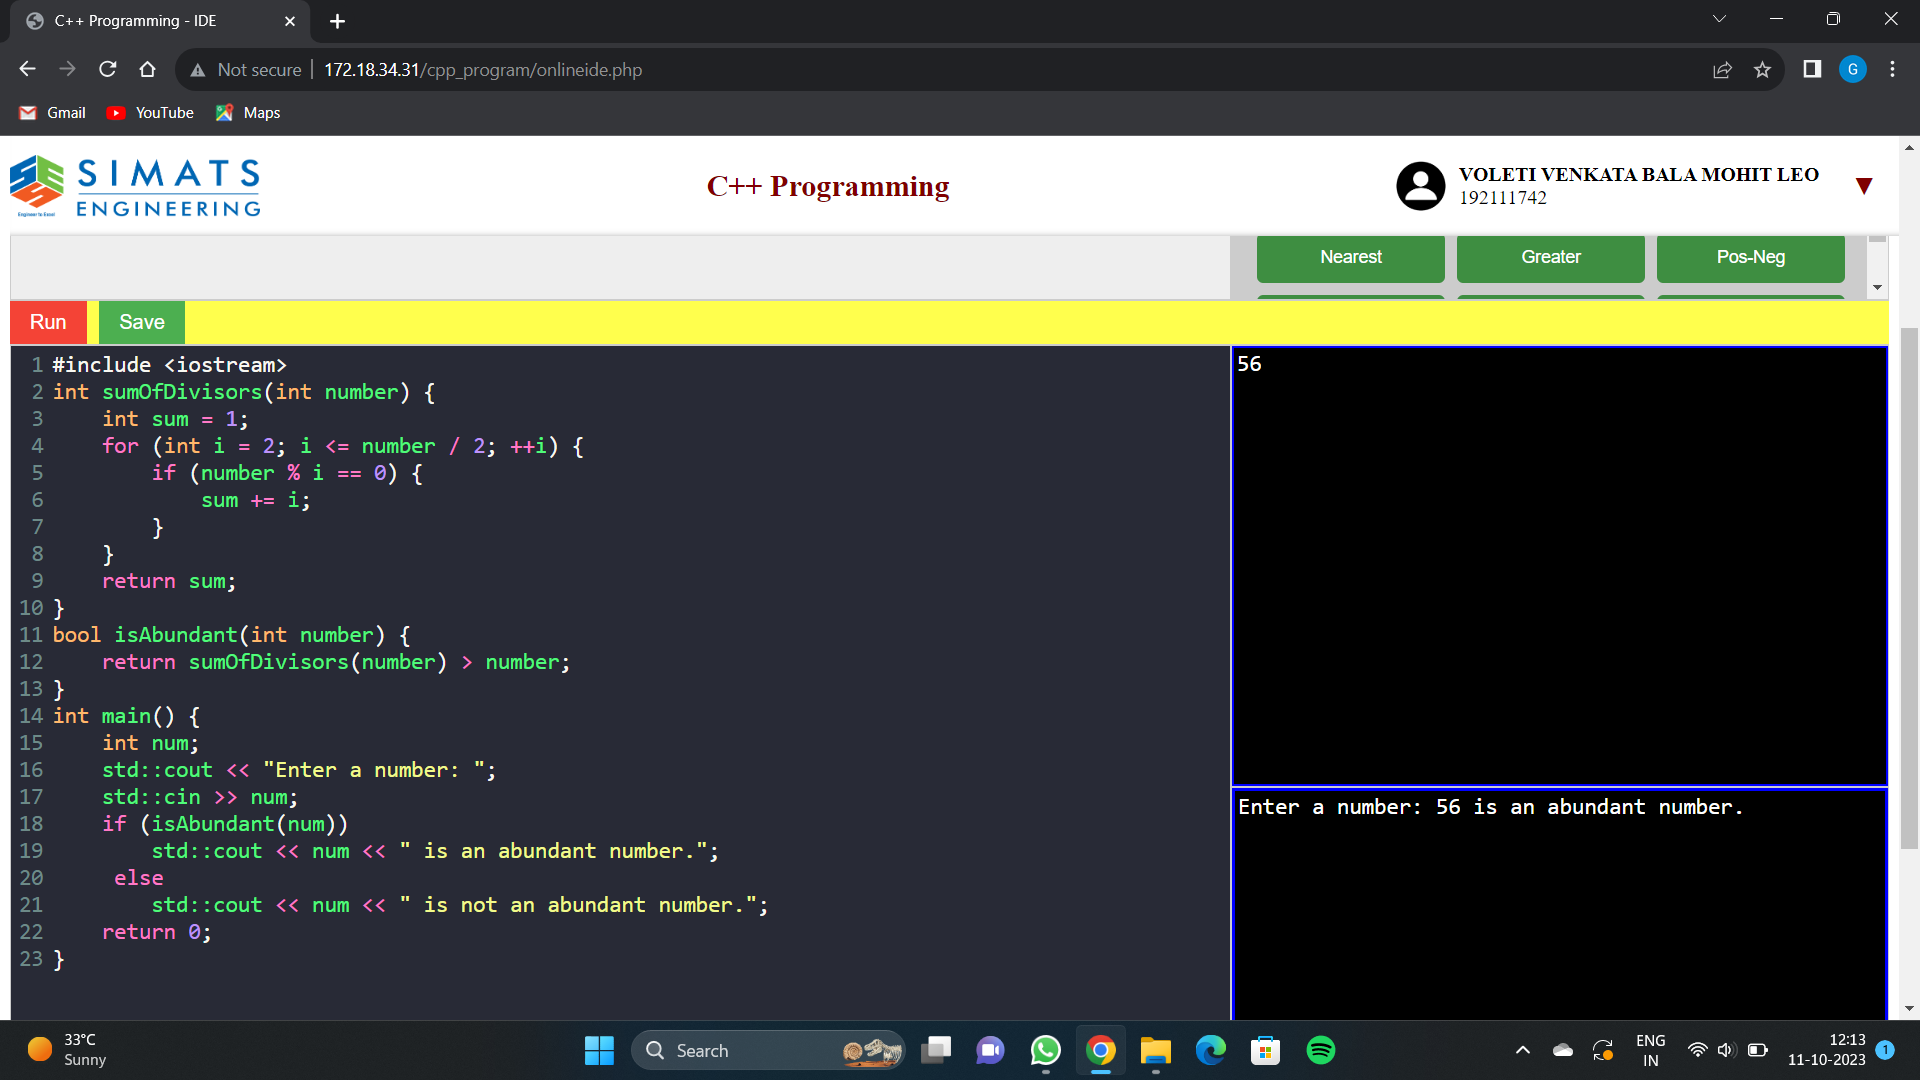 C++ Programming - IDE
Not secure
172.18.34.31/cpp_program/onlineide.php
G
Gmail
YouTube
Maps
SIMATS
ENGINEERING
Engineer to Excel
C++ Programming
VOLETI VENKATA BALA MOHIT LEO
192111742
Nearest
Greater
Pos-Neg
Run
Save
1 #include <iostream>
2 int sumOfDivisors(int number) {
3     int sum = 1;
4     for (int i = 2; i <= number / 2; ++i) {
5         if (number % i == 0) {
6             sum += i;
7         }
8     }
9     return sum;
10 }
11 bool isAbundant(int number) {
12     return sumOfDivisors(number) > number;
13 }
14 int main() {
15     int num;
16     std::cout << "Enter a number: ";
17     std::cin >> num;
18     if (isAbundant(num))
19         std::cout << num << " is an abundant number.";
20      else
21         std::cout << num << " is not an abundant number.";
22     return 0;
23 }
56
Enter a number: 56 is an abundant number.
33°C
Sunny
Search
ENG
IN
12:13
11-10-2023
1